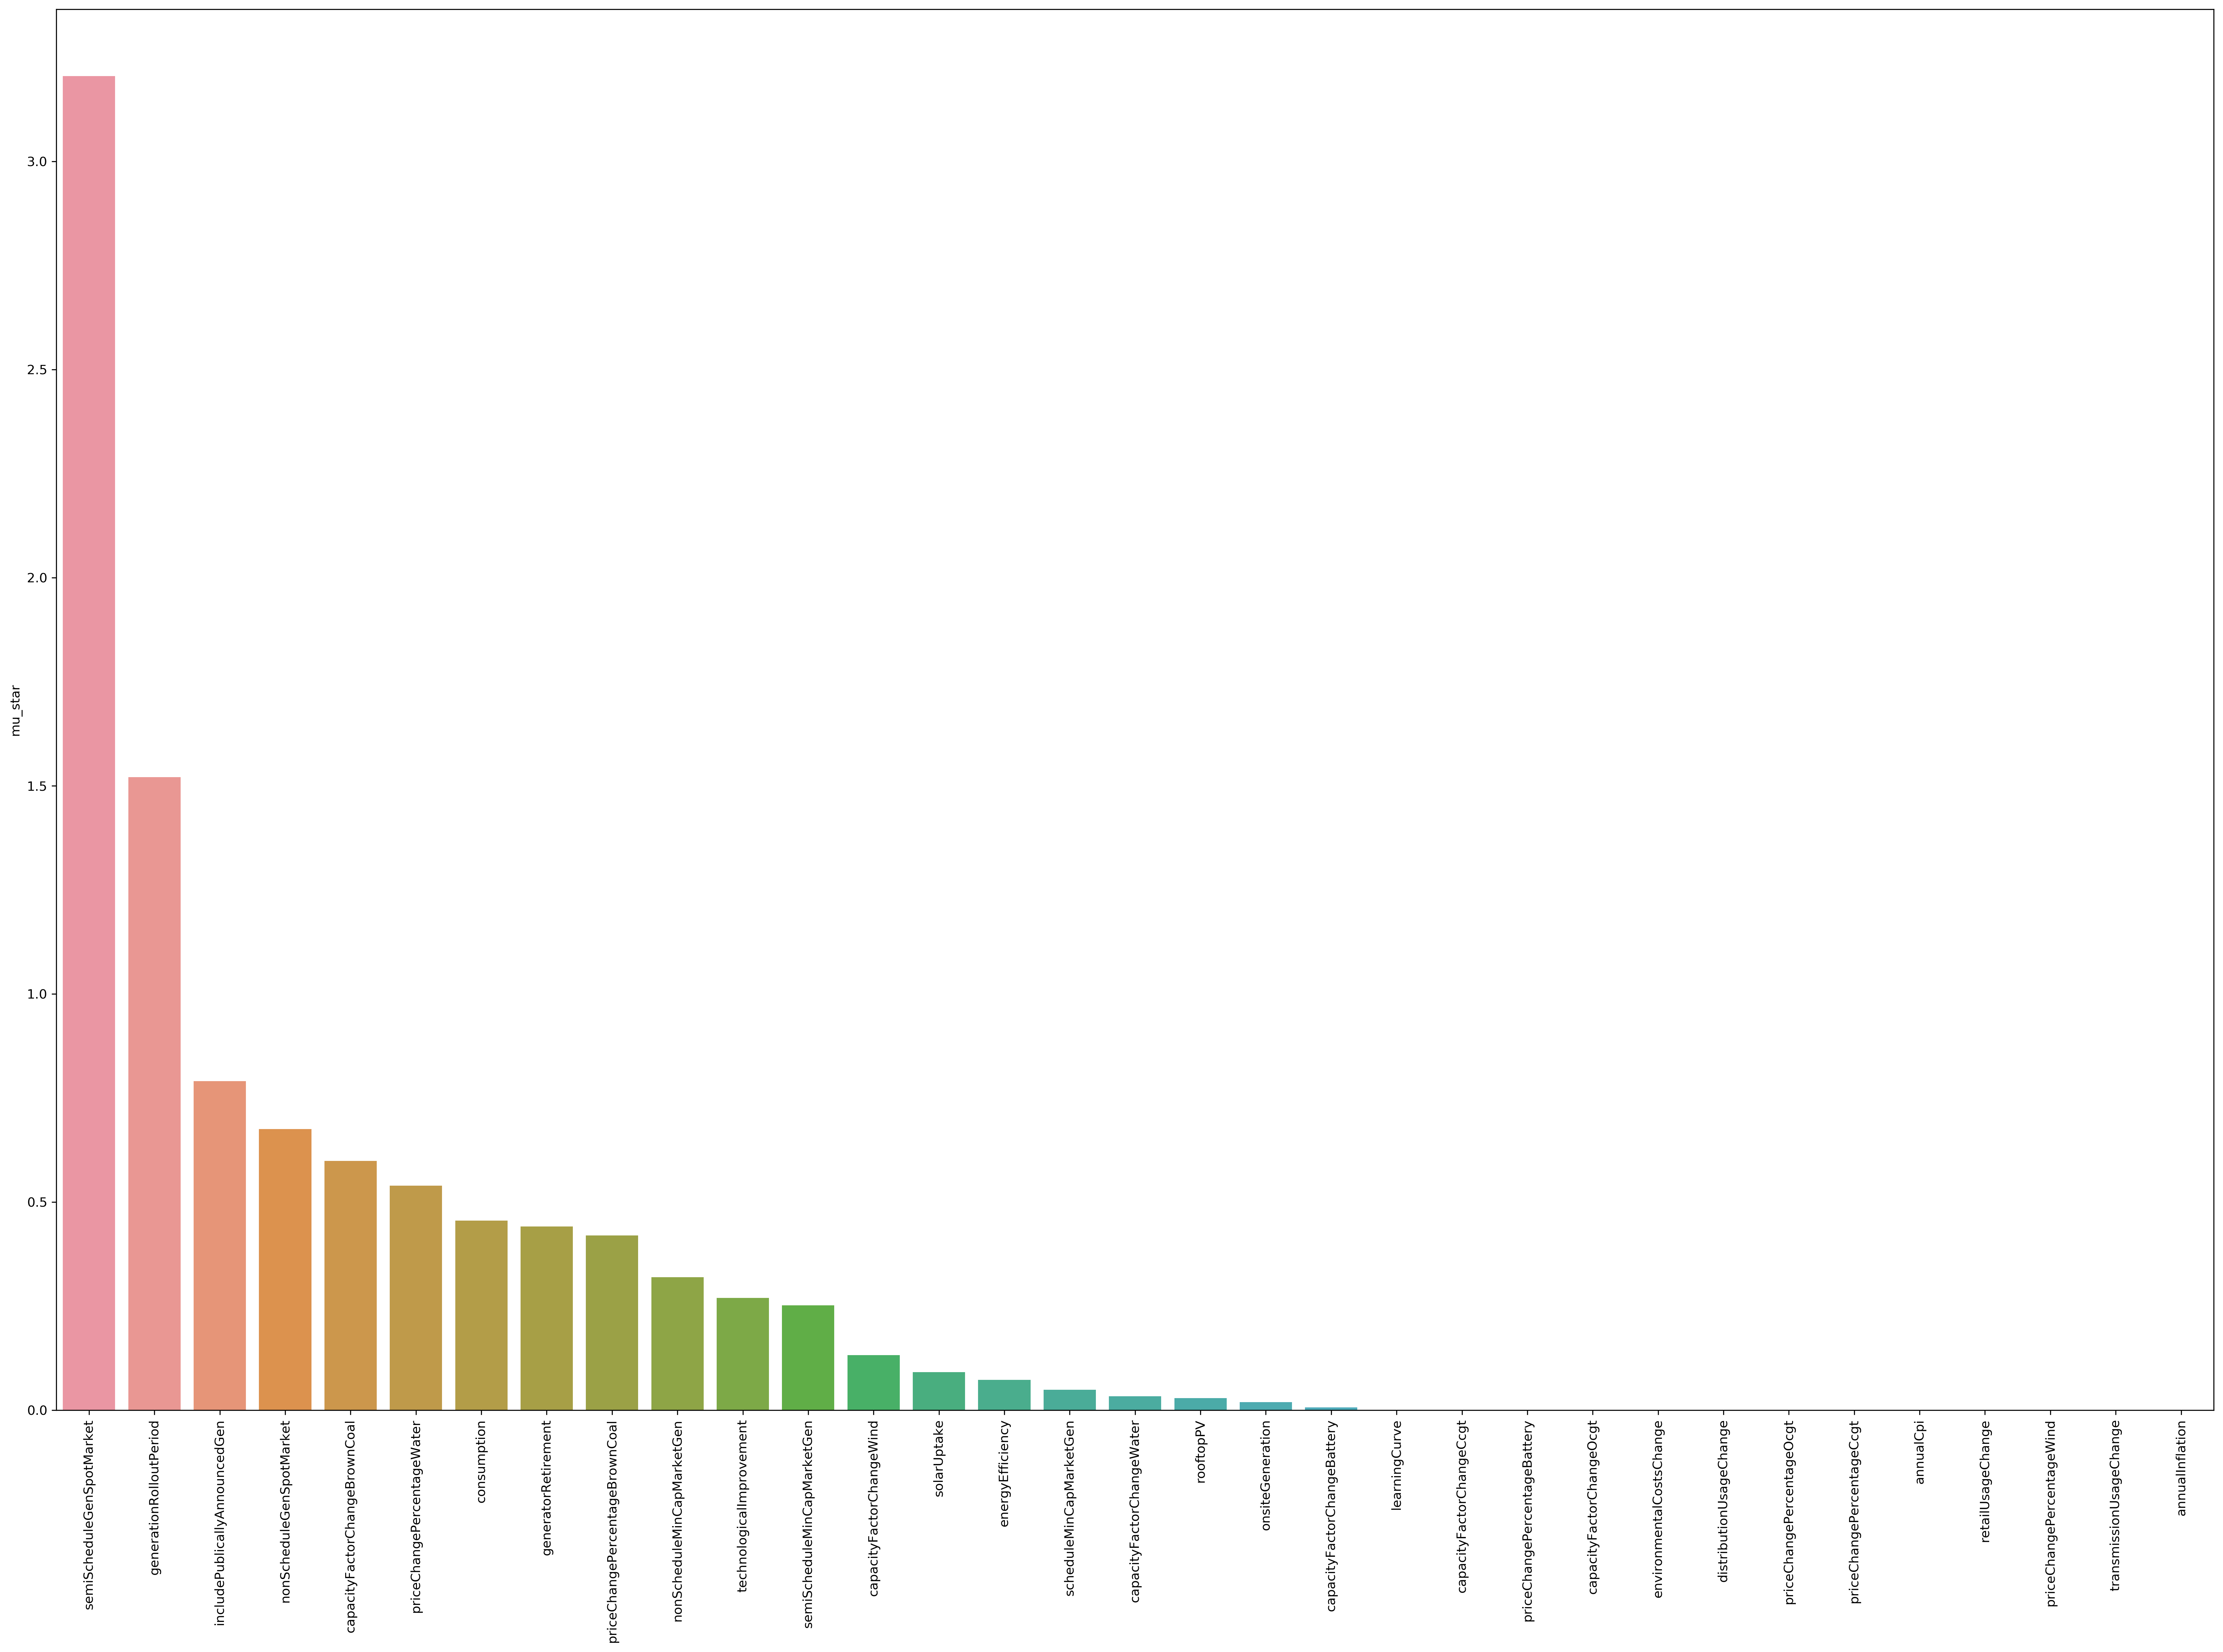 mu_star
3.0
2.5
2.0
1.5
1.0
0.5
0.0
semiScheduleGenSpotMarket
generationRolloutPeriod
includePublicallyAnnouncedGen
nonScheduleGenSpotMarket
capacityFactorChangeBrownCoal
priceChangePercentageWater
consumption
generatorRetirement
priceChangePercentageBrownCoal
nonScheduleMinCapMarketGen
technologicalImprovement
semiScheduleMinCapMarketGen
capacityFactorChangeWind
solarUptake
energyEfficiency
scheduleMinCapMarketGen
capacityFactorChangeWater
rooftopPV
onsiteGeneration
capacityFactorChangeBattery
learningCurve
capacityFactorChangeCcgt
priceChangePercentageBattery
capacityFactorChangeOcgt
environmentalCostsChange
distributionUsageChange
priceChangePercentageOcgt
priceChangePercentageCcgt
annualCpi
retailUsageChange
priceChangePercentageWind
transmissionUsageChange
annualInflation